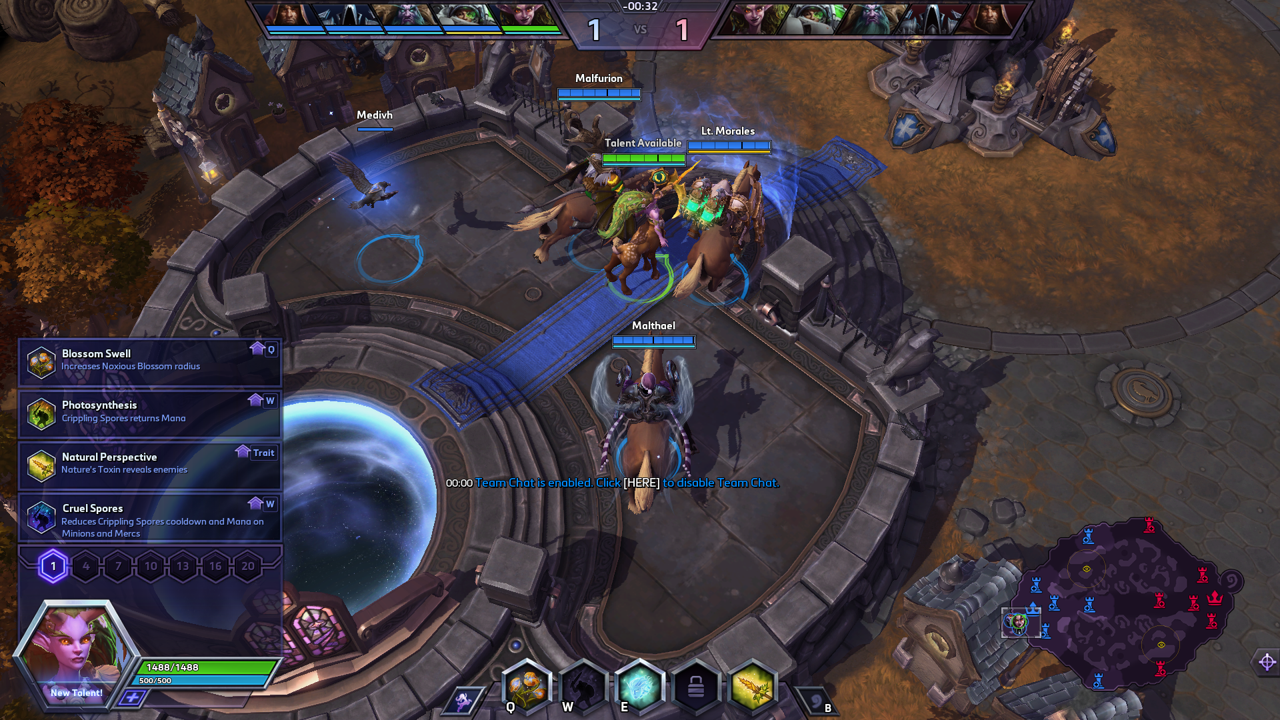 -00:32
1 VS 1
Malfurion
Medivh
Lt. Morales
Talent Available
Malthael
Blossom Swell Q
Increases Noxious Blossom radius
Photosynthesis W
Crippling Spores returns Mana
Natural Perspective Trait
Nature's Toxin reveals enemies
00:00 Team Chat is enabled. Click [HERE] to disable Team Chat.
Cruel Spores W
Reduces Crippling Spores cooldown and Mana on
Minions and Mercs
1 4 7 10 13 16 20
1488/1488
500/500
New Talent!
Q W E B